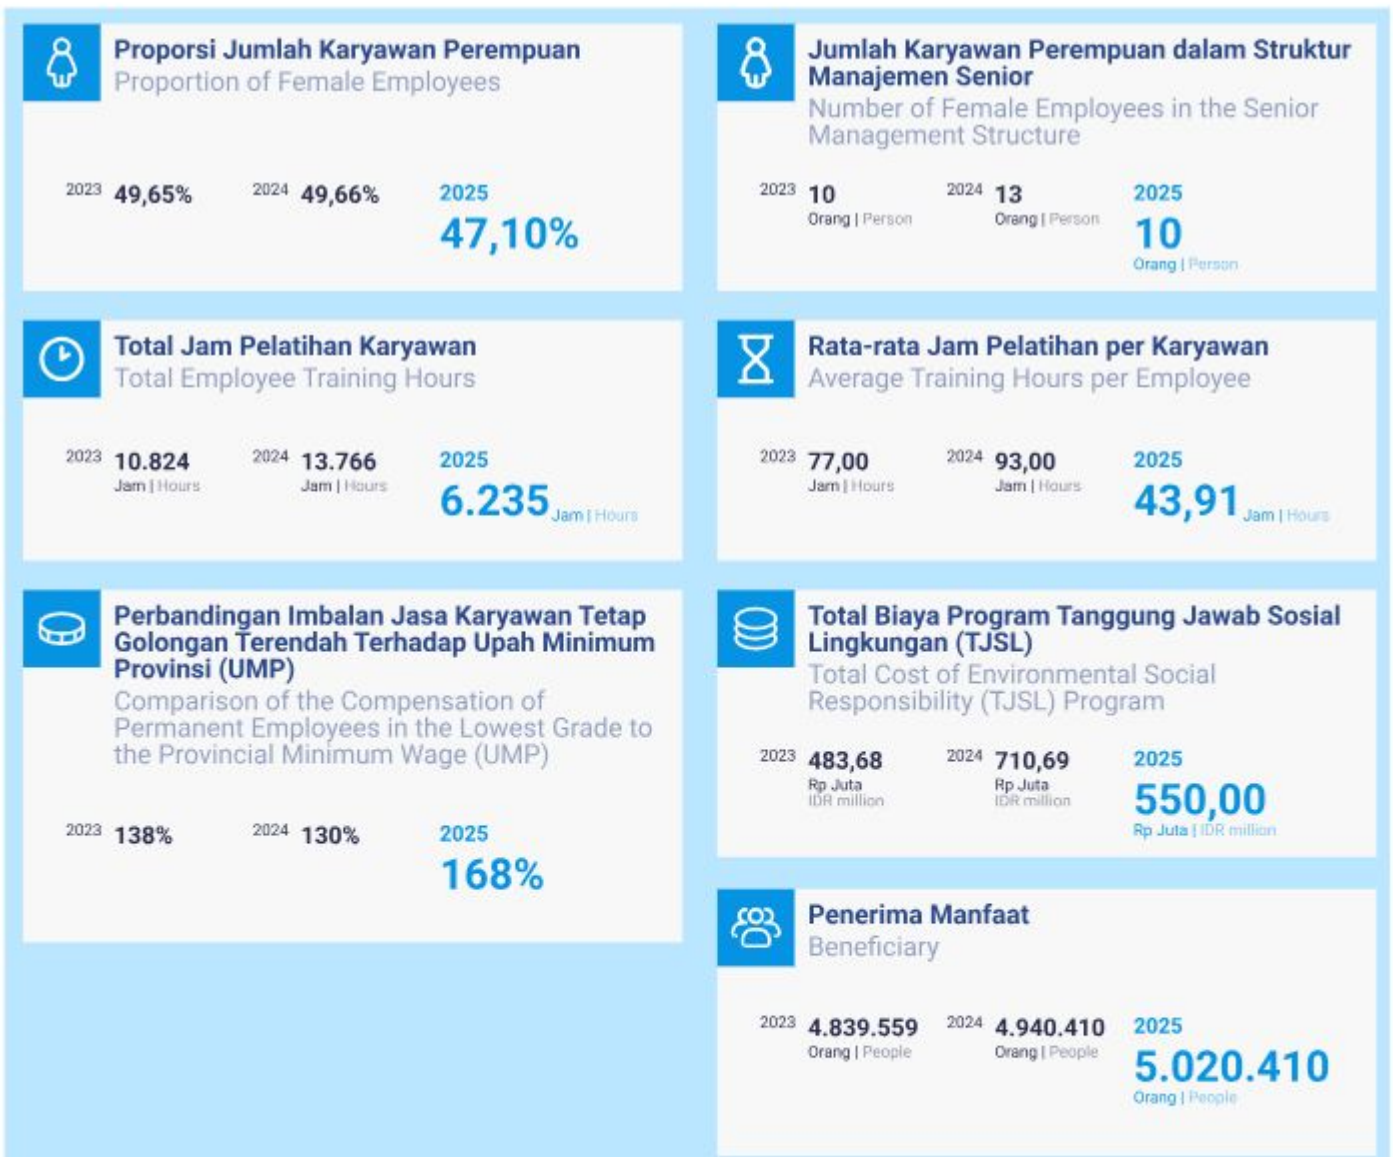 Proporsi Jumlah Karyawan Perempuan
Proportion of Female Employees
2023 49,65%
2024 49,66%
2025
47,10%
Jumlah Karyawan Perempuan dalam Struktur
Manajemen Senior
Number of Female Employees in the Senior
Management Structure
2023 10
Orang | Person
2024 13
Orang | Person
2025
10
Orang | Person
Total Jam Pelatihan Karyawan
Total Employee Training Hours
2023 10.824
Jam | Hours
2024 13.766
Jam | Hours
2025
6.235 Jam | Hours
Rata-rata Jam Pelatihan per Karyawan
Average Training Hours per Employee
2023 77,00
Jam | Hours
2024 93,00
Jam | Hours
2025
43,91 Jam | Hours
Perbandingan Imbalan Jasa Karyawan Tetap
Golongan Terendah Terhadap Upah Minimum
Provinsi (UMP)
Comparison of the Compensation of
Permanent Employees in the Lowest Grade to
the Provincial Minimum Wage (UMP)
2023 138%
2024 130%
2025
168%
Total Biaya Program Tanggung Jawab Sosial
Lingkungan (TJSL)
Total Cost of Environmental Social
Responsibility (TJSL) Program
2023 483,68
Rp Juta
IDR million
2024 710,69
Rp Juta
IDR million
2025
550,00
Rp Juta | IDR million
Penerima Manfaat
Beneficiary
2023 4.839.559
Orang | People
2024 4.940.410
Orang | People
2025
5.020.410
Orang | People